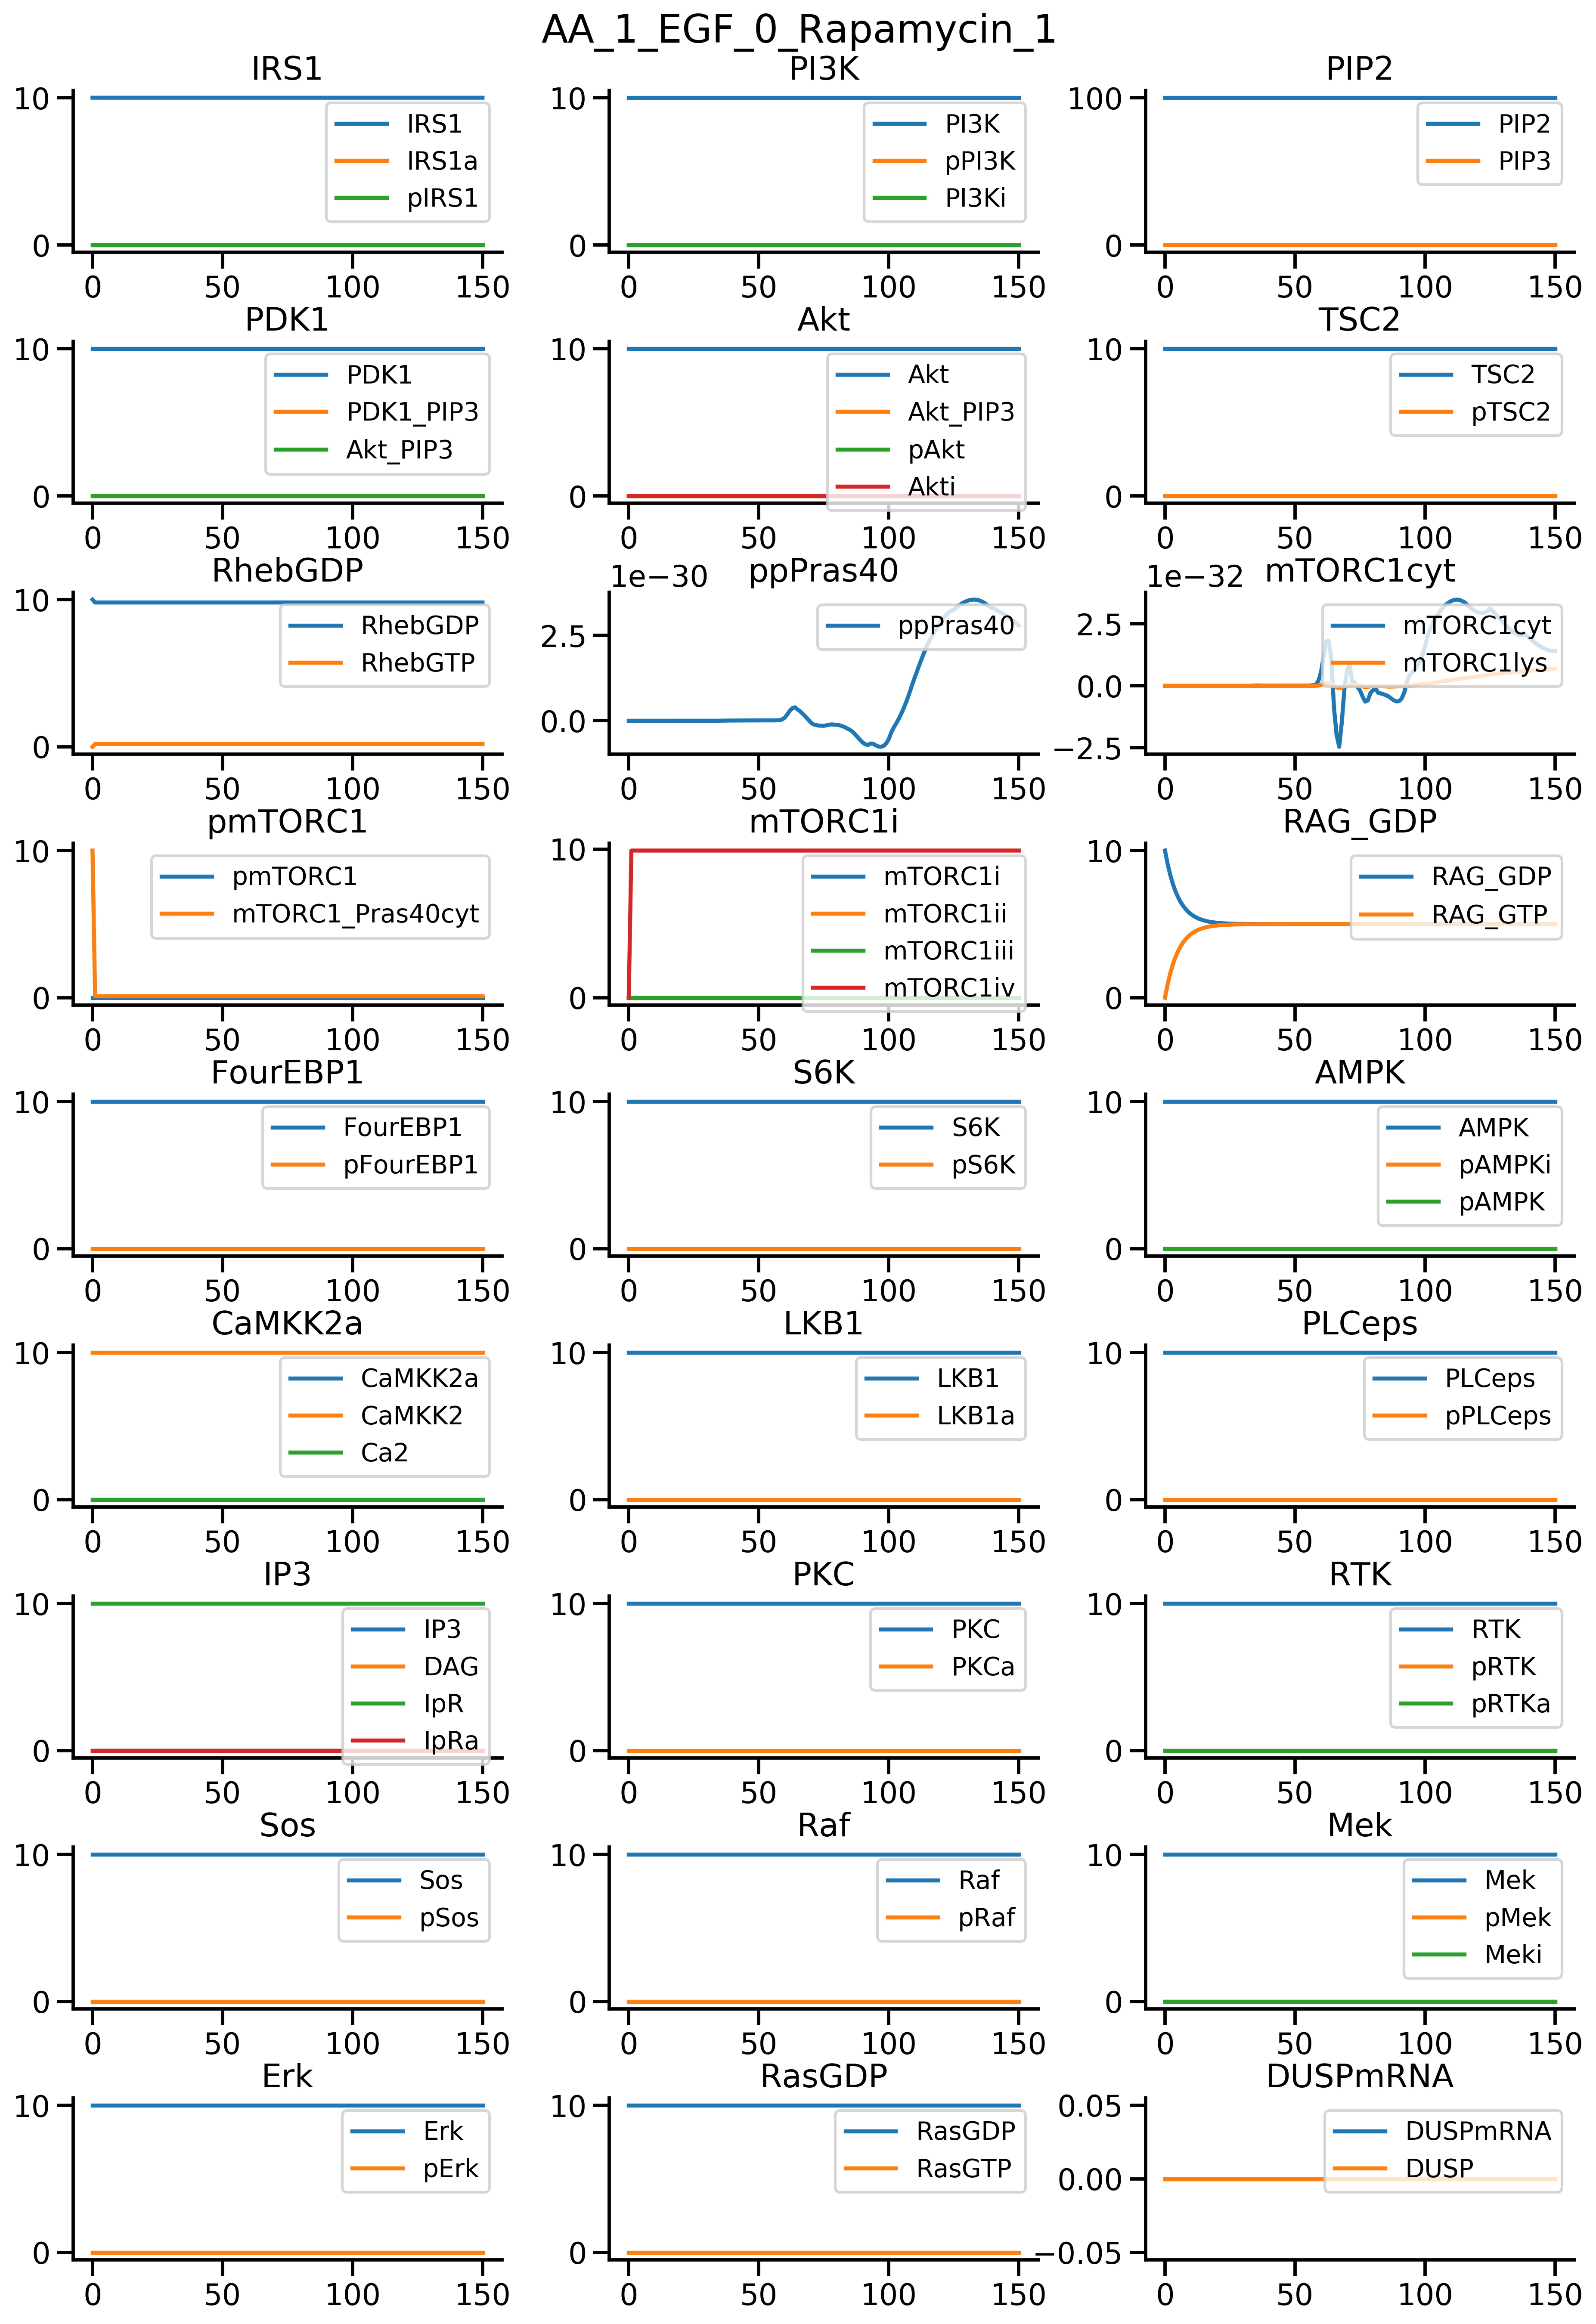 AA_1_EGF_0_Rapamycin_1
IRS1
PI3K
PIP2
10
0
IRS1
IRS1a
pIRS1
0 50 100 150
10
0
PI3K
pPI3K
PI3Ki
0 50 100 150
100
0
PIP2
PIP3
0 50 100 150
PDK1
Akt
TSC2
10
0
PDK1
PDK1_PIP3
Akt_PIP3
0 50 100 150
10
0
Akt
Akt_PIP3
pAkt
Akti
0 50 100 150
10
0
TSC2
pTSC2
0 50 100 150
RhebGDP
1e−30 ppPras40
1e−32 mTORC1cyt
10
0
RhebGDP
RhebGTP
0 50 100 150
2.5
0.0
ppPras40
0 50 100 150
2.5
0.0
−2.5
mTORC1cyt
mTORC1lys
0 50 100 150
pmTORC1
mTORC1i
RAG_GDP
10
0
pmTORC1
mTORC1_Pras40cyt
0 50 100 150
10
0
mTORC1i
mTORC1ii
mTORC1iii
mTORC1iv
0 50 100 150
10
0
RAG_GDP
RAG_GTP
0 50 100 150
FourEBP1
S6K
AMPK
10
0
FourEBP1
pFourEBP1
0 50 100 150
10
0
S6K
pS6K
0 50 100 150
10
0
AMPK
pAMPKi
pAMPK
0 50 100 150
CaMKK2a
LKB1
PLCeps
10
0
CaMKK2a
CaMKK2
Ca2
0 50 100 150
10
0
LKB1
LKB1a
0 50 100 150
10
0
PLCeps
pPLCeps
0 50 100 150
IP3
PKC
RTK
10
0
IP3
DAG
IpR
IpRa
0 50 100 150
10
0
PKC
PKCa
0 50 100 150
10
0
RTK
pRTK
pRTKa
0 50 100 150
Sos
Raf
Mek
10
0
Sos
pSos
0 50 100 150
10
0
Raf
pRaf
0 50 100 150
10
0
Mek
pMek
Meki
0 50 100 150
Erk
RasGDP
DUSPmRNA
10
0
Erk
pErk
0 50 100 150
10
0
RasGDP
RasGTP
0 50 100 150
0.05
0.00
−0.05
DUSPmRNA
DUSP
0 50 100 150